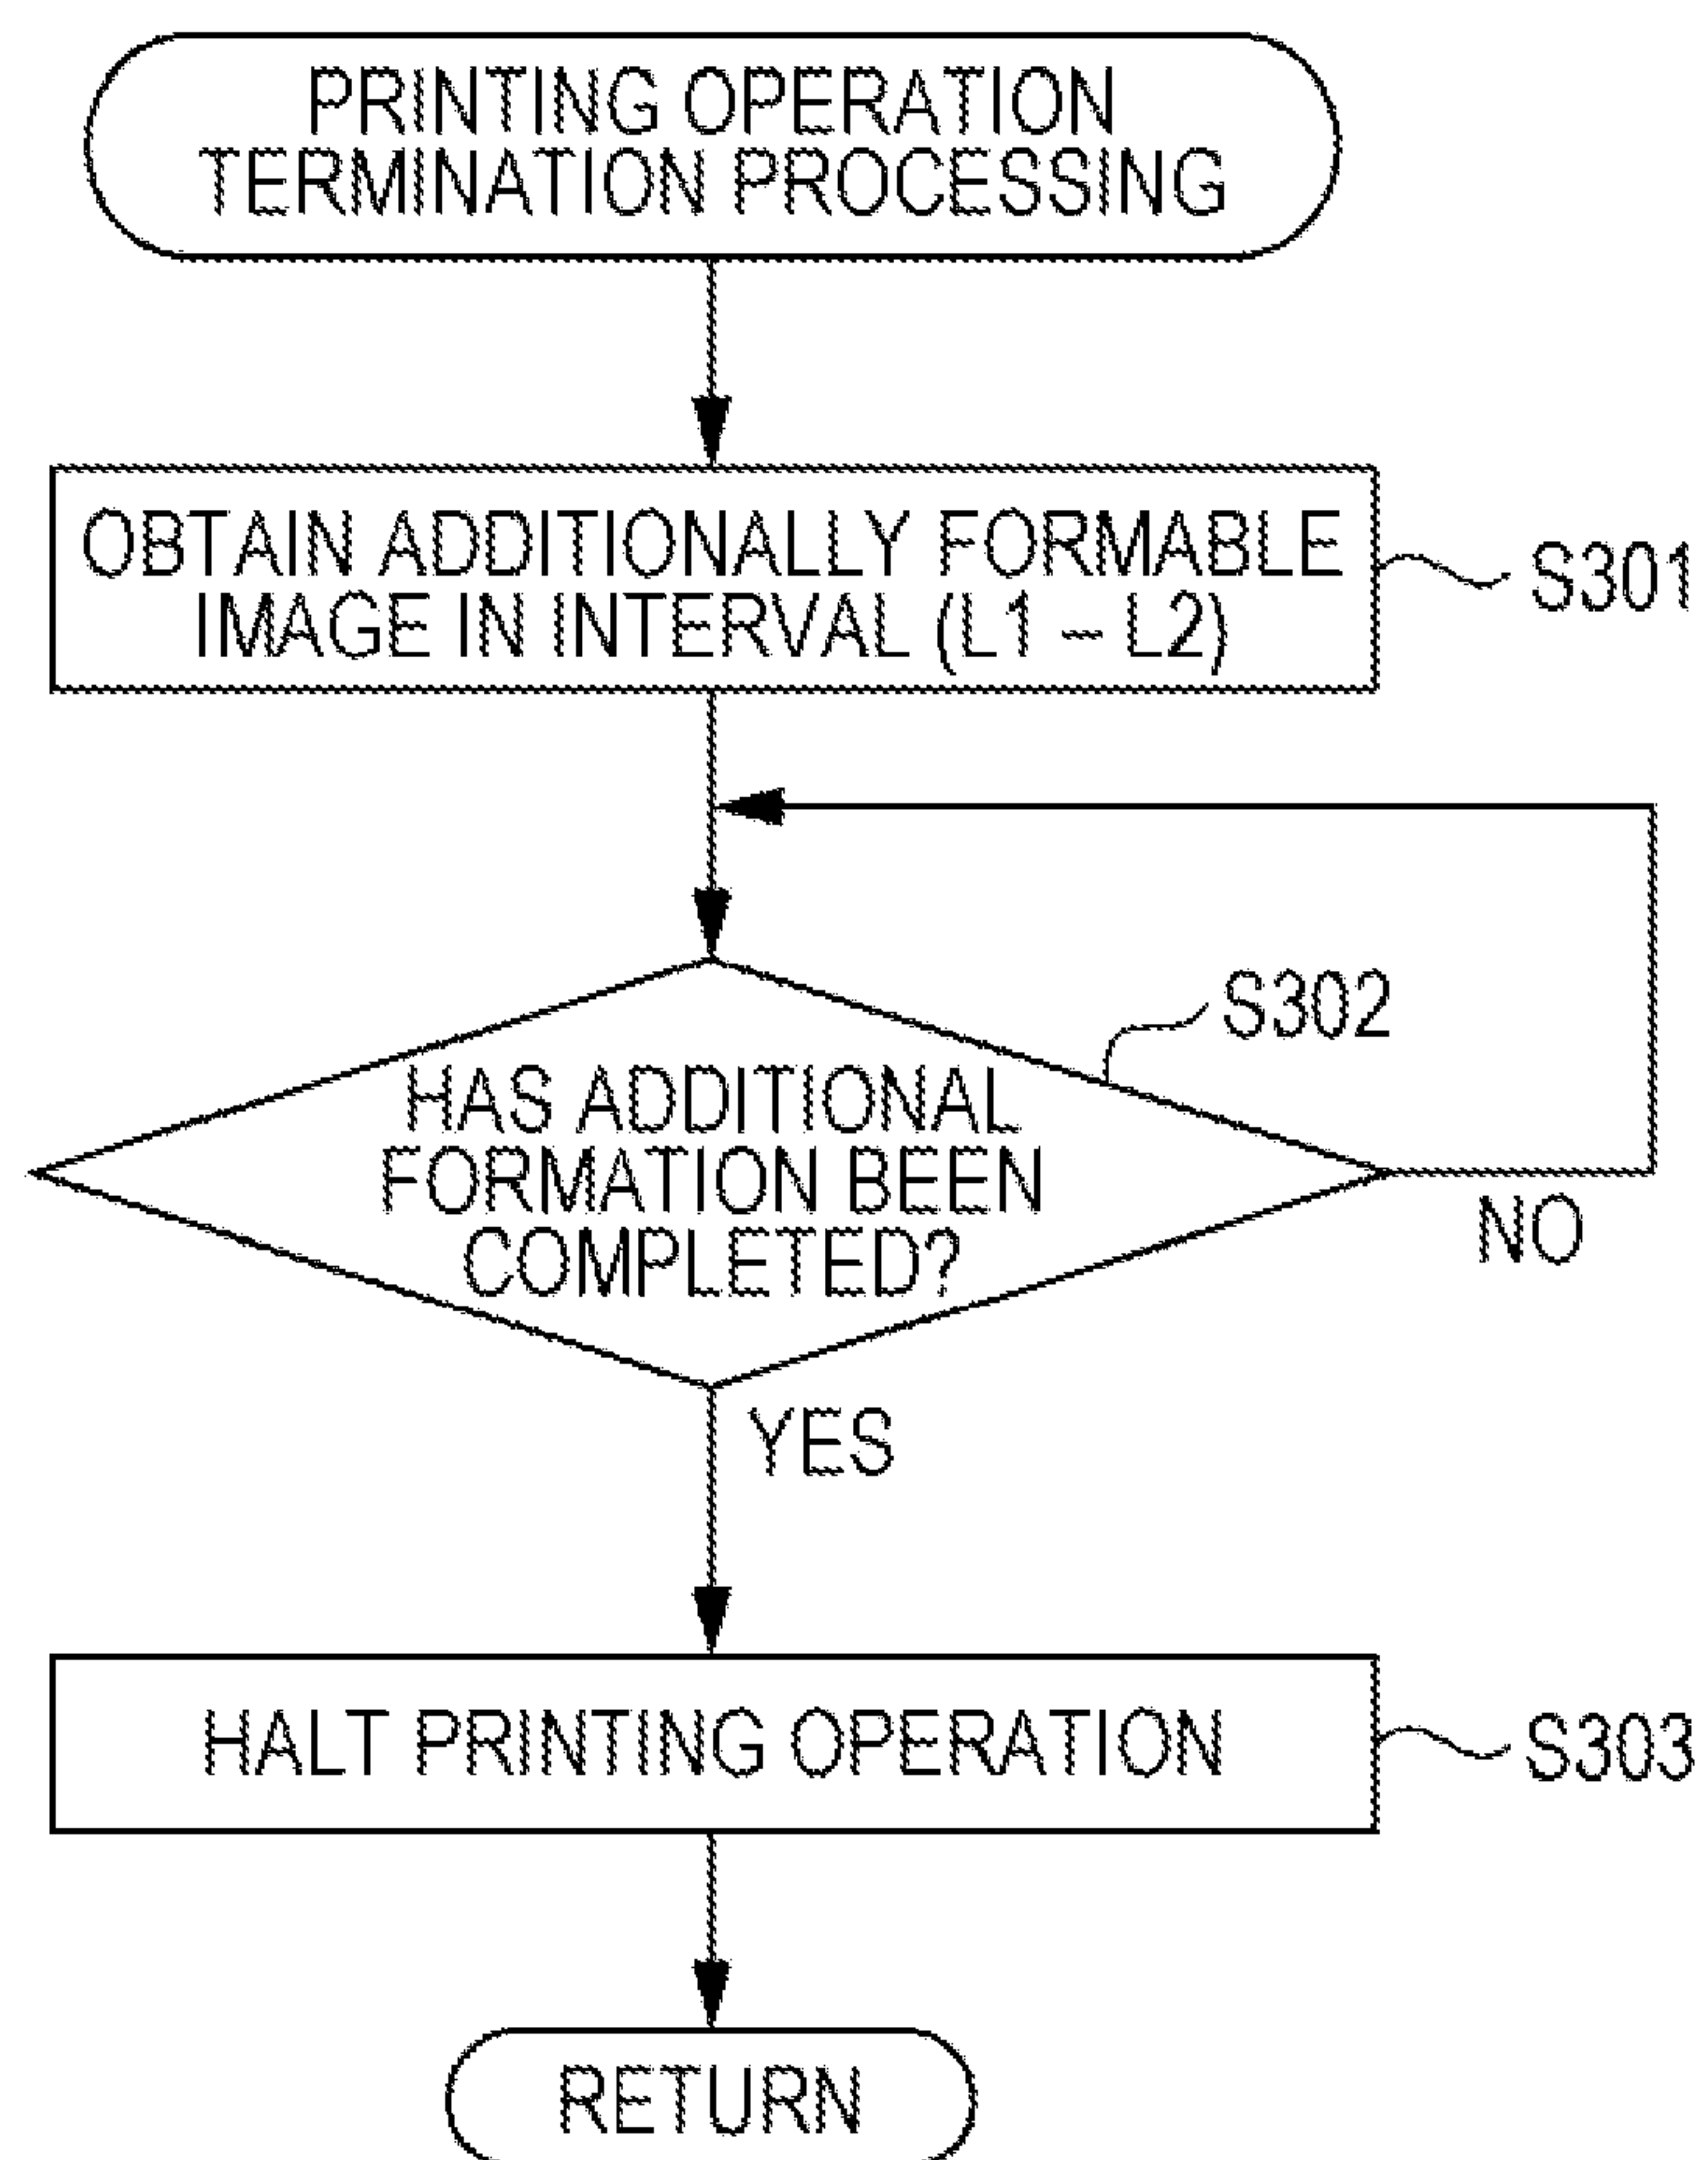 PRINTING OPERATION
TERMINATION PROCESSING
OBTAIN ADDITIONALLY FORMABLE
IMAGE IN INTERVAL (L1 – L2)
S301
S302
HAS ADDITIONAL
FORMATION BEEN
COMPLETED?
NO
YES
HALT PRINTING OPERATION
S303
RETURN